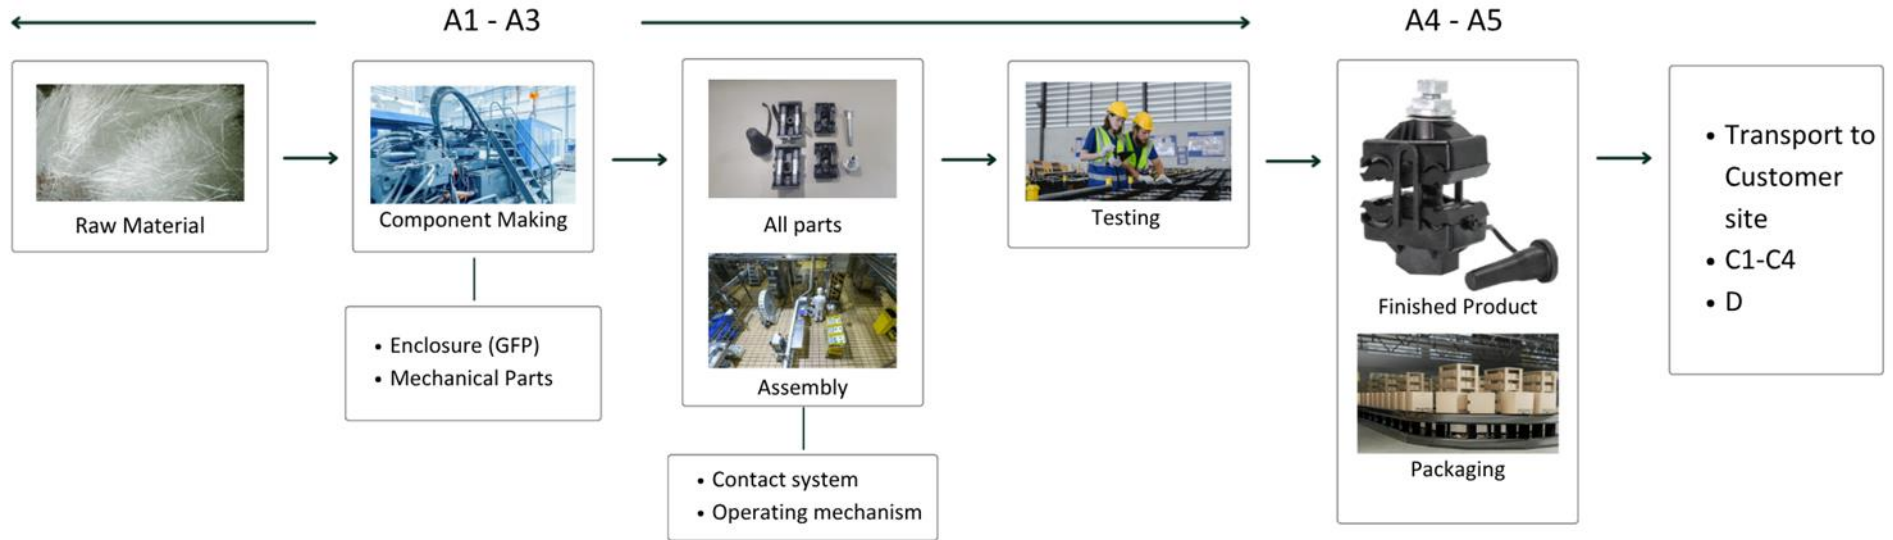 A1 - A3
A4 - A5
Raw Material
Component Making
• Enclosure (GFP)
• Mechanical Parts
All parts
Assembly
• Contact system
• Operating mechanism
Testing
Finished Product
Packaging
• Transport to
Customer
site
• C1-C4
• D